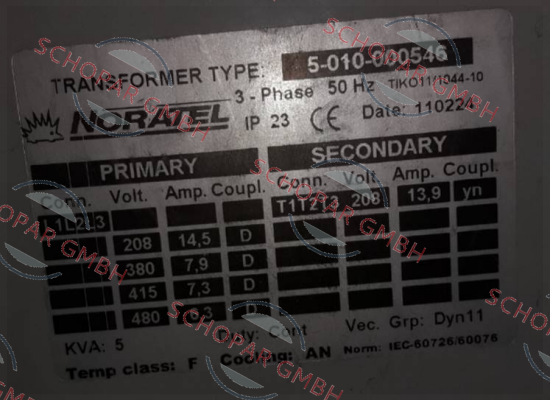 TRANSFORMER TYPE: 5-010-000546
3 - Phase 50 Hz TIKO11/1044-10
NORATEL IP 23 CE Date: 110224
PRIMARY SECONDARY
Conn. Volt. Amp. Coupl. Conn. Volt. Amp. Coupl.
L1L2L3 T1T2T3 208 13,9 yn
208 14,5 D
380 7,9 D
415 7,3 D
480 D
KVA: 5 Duty: Cont Vec. Grp: Dyn11
Temp class: F Cooling: AN Norm: IEC-60726/60076
SCHOPAR GMBH
SCHOPAR GMBH
SCHOPAR GMBH
SCHOPAR GMBH
SCHOPAR GMBH